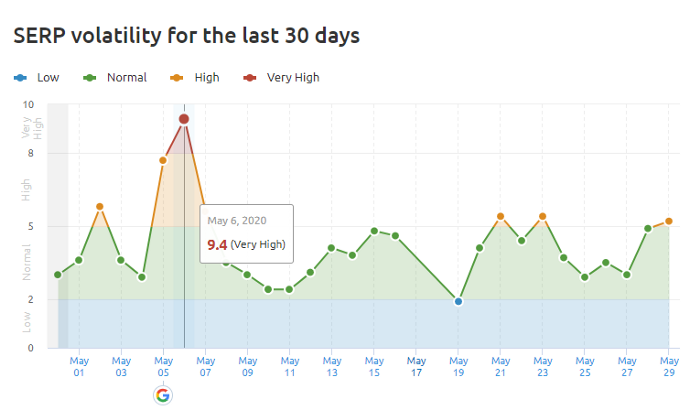 SERP volatility for the last 30 days
Low Normal High Very High
10
Very
High
8
High
5
Normal
2
Low
0
May 6, 2020
9.4 (Very High)
May May May May May May May May May May May May May May May
01 03 05 07 09 11 13 15 17 19 21 23 25 27 29
G